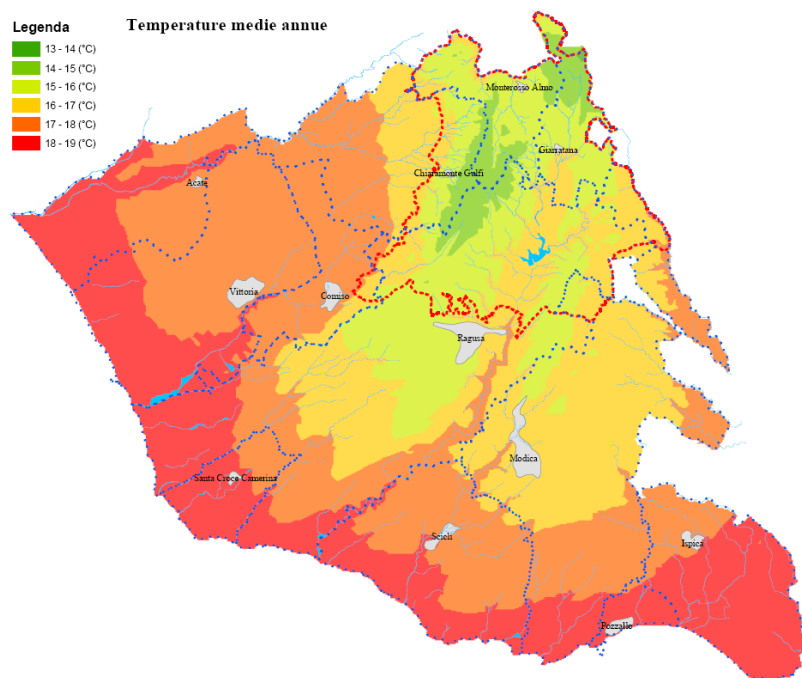 Temperature medie annue
Legenda
13 - 14 (°C)
14 - 15 (°C)
15 - 16 (°C)
16 - 17 (°C)
17 - 18 (°C)
18 - 19 (°C)
Monterosso Almo
Giarratana
Chiaramonte Gulfi
Acate
Vittoria
Comiso
Ragusa
Modica
Santa Croce Camerina
Scicli
Ispica
Pozzallo